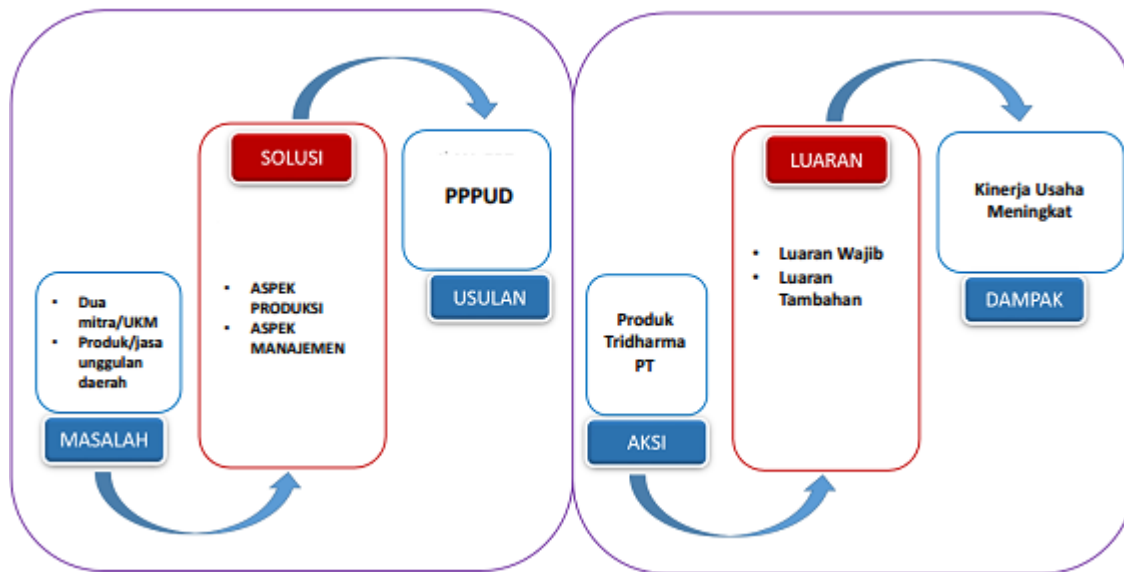 • Dua
mitra/UKM
• Produk/jasa
unggulan
daerah
MASALAH
SOLUSI
• ASPEK
PRODUKSI
• ASPEK
MANAJEMEN
PPPUD
USULAN
Produk
Tridharma
PT
AKSI
LUARAN
• Luaran Wajib
• Luaran
Tambahan
Kinerja Usaha
Meningkat
DAMPAK